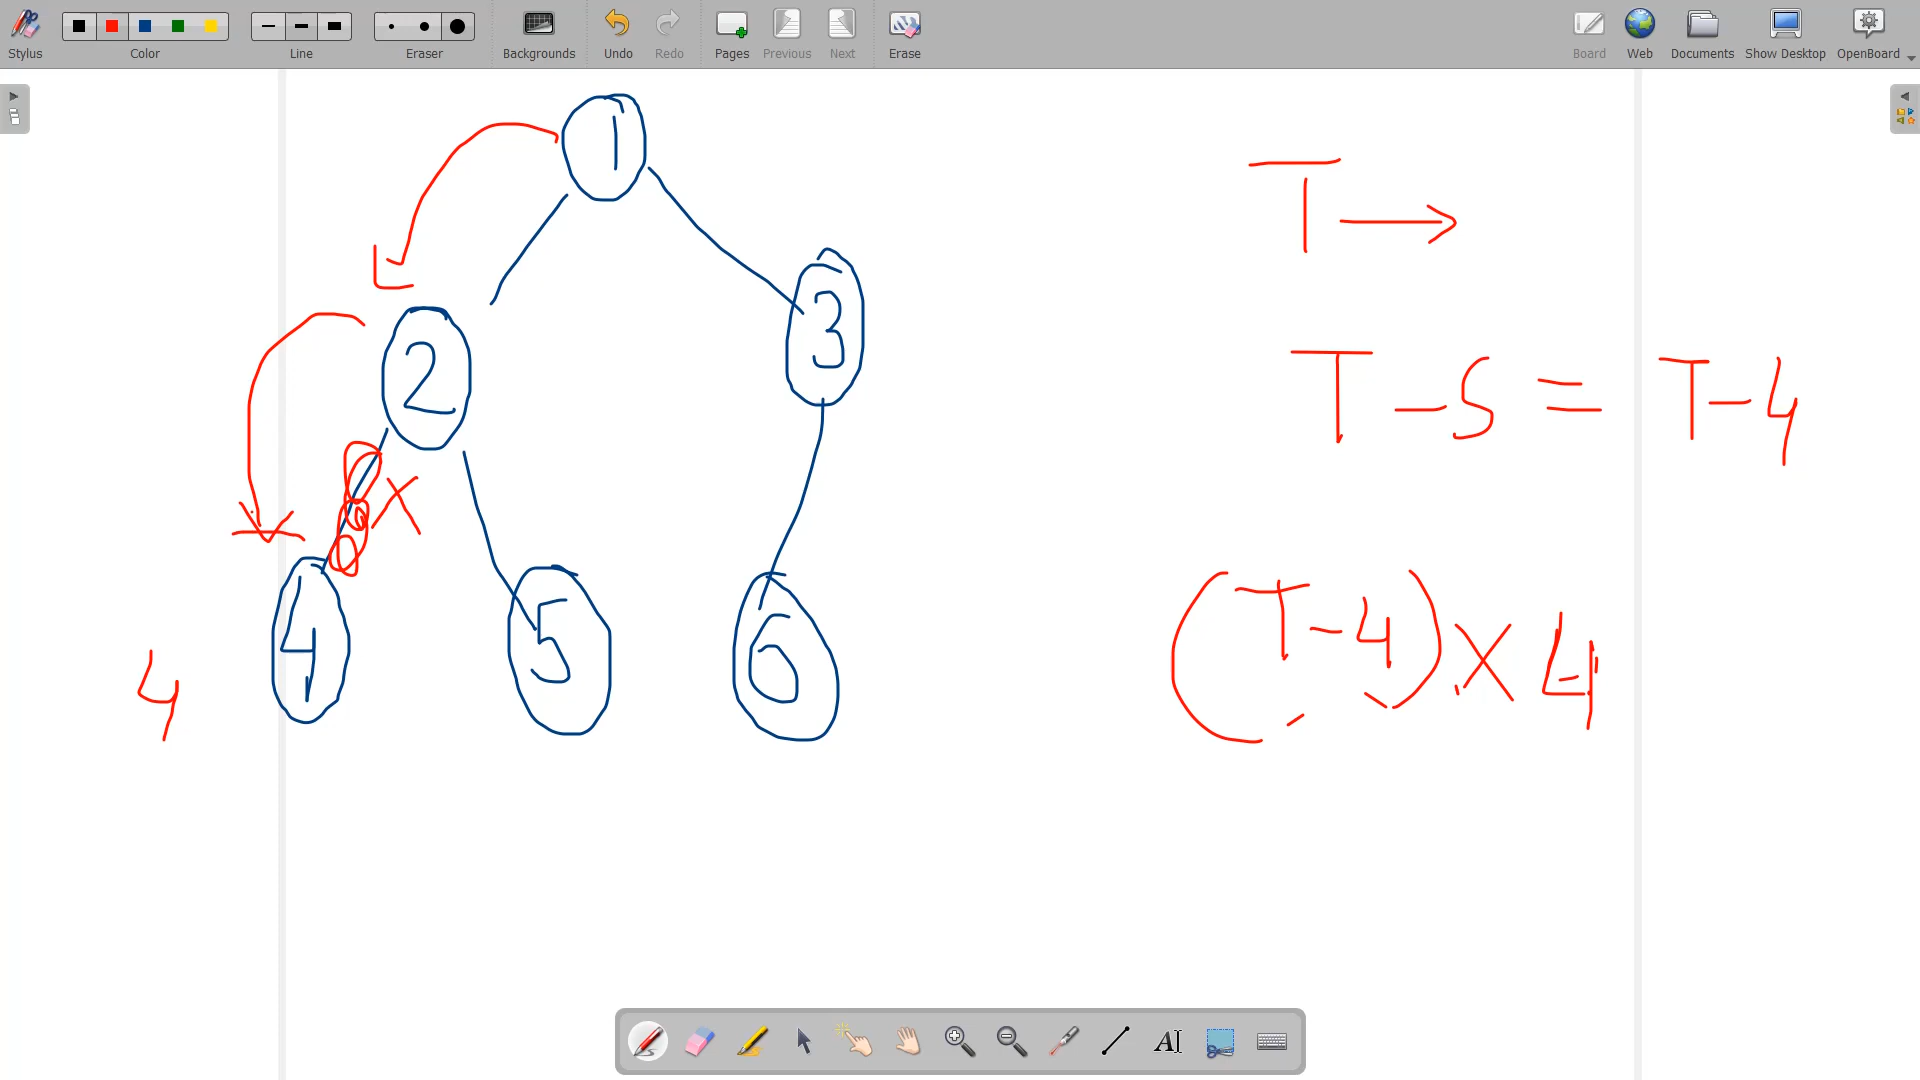 Stylus Color Line Eraser Backgrounds Undo Redo Pages Previous Next Erase Board Web Documents Show Desktop OpenBoard
1
2 3
4 5 6
4
T →
T - S = T - 4
(T - 4) × 4
AI